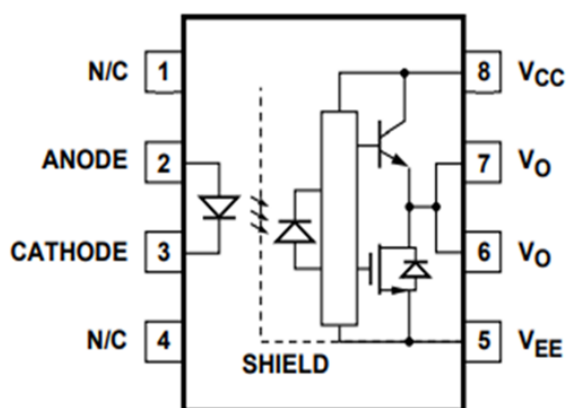 N/C 1
ANODE 2
CATHODE 3
N/C 4
SHIELD
8 VCC
7 VO
6 VO
5 VEE